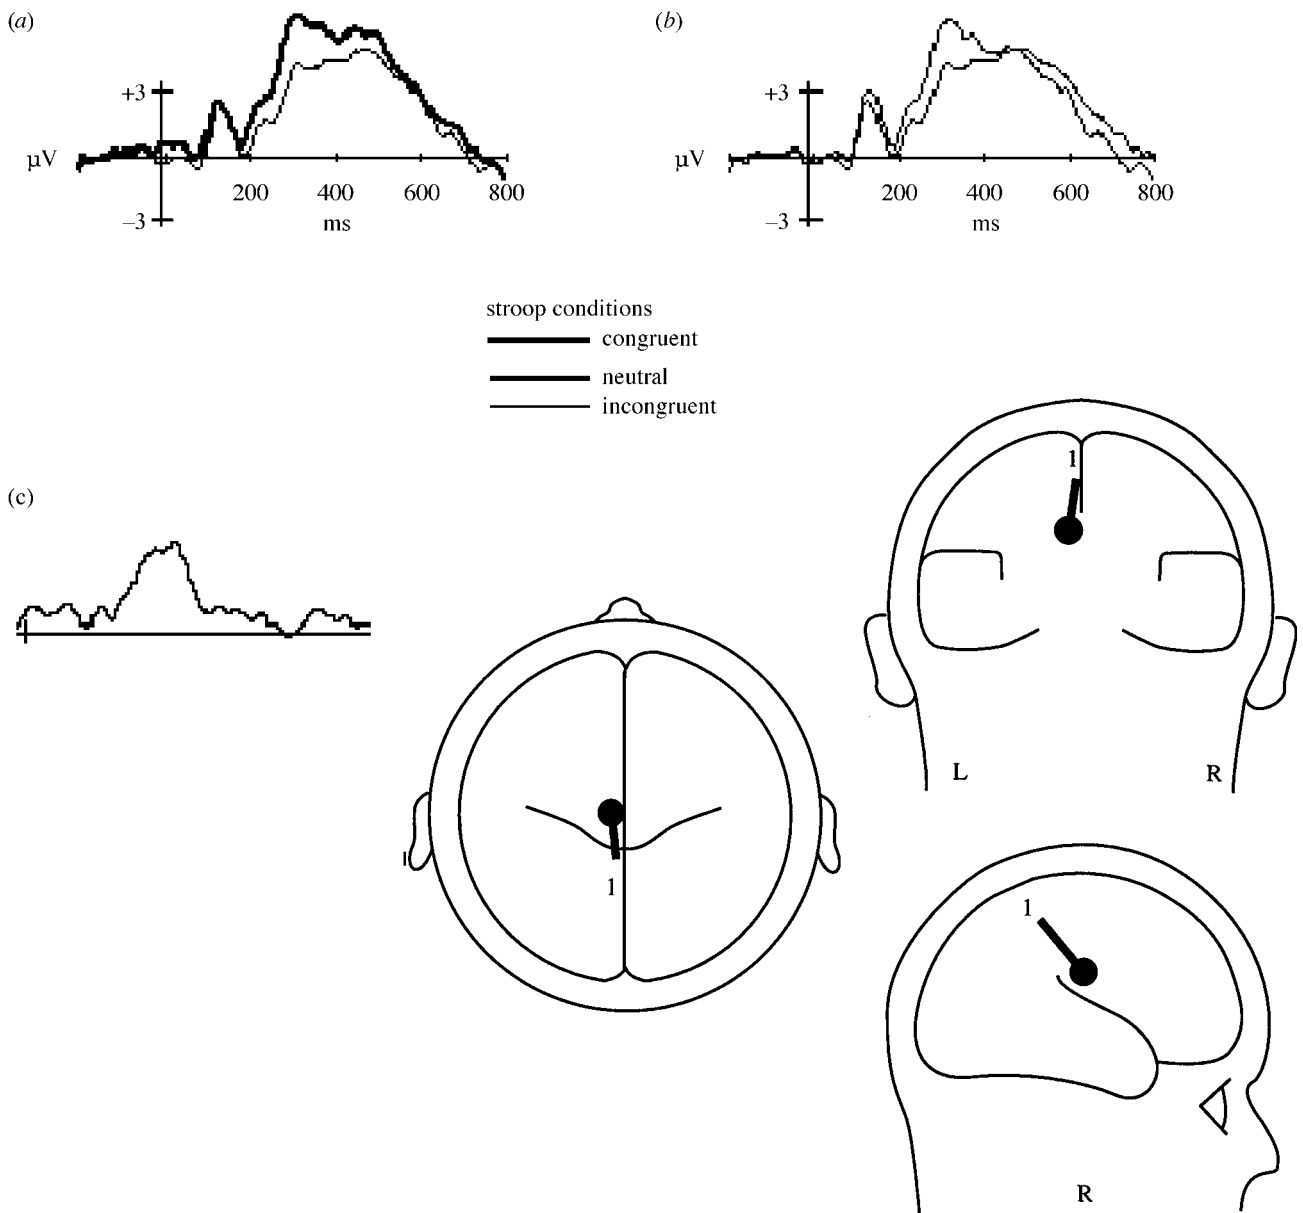 (a)
+3
µV
−3
200
400
600
800
ms
(b)
+3
µV
−3
200
400
600
800
ms
stroop conditions
congruent
neutral
incongruent
(c)
1
L
R
1
1
R